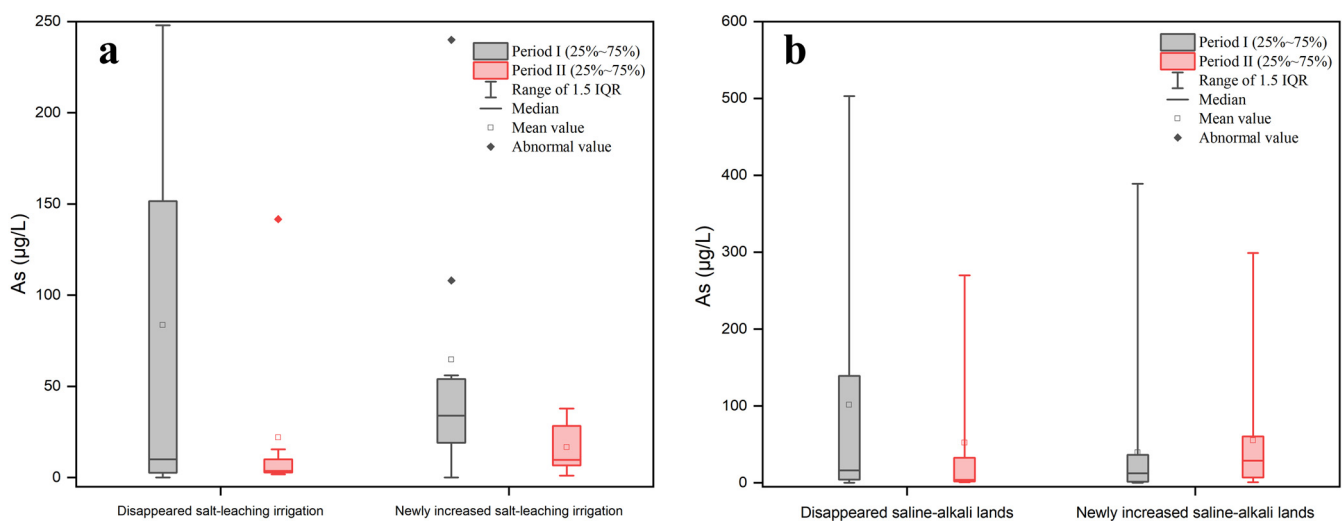 a
250
200
150
100
50
0
As (µg/L)
Period I (25%~75%)
Period II (25%~75%)
Range of 1.5 IQR
Median
Mean value
Abnormal value
Disappeared salt-leaching irrigation
Newly increased salt-leaching irrigation
b
600
500
400
300
200
100
0
As (µg/L)
Period I (25%~75%)
Period II (25%~75%)
Range of 1.5 IQR
Median
Mean value
Abnormal value
Disappeared saline-alkali lands
Newly increased saline-alkali lands